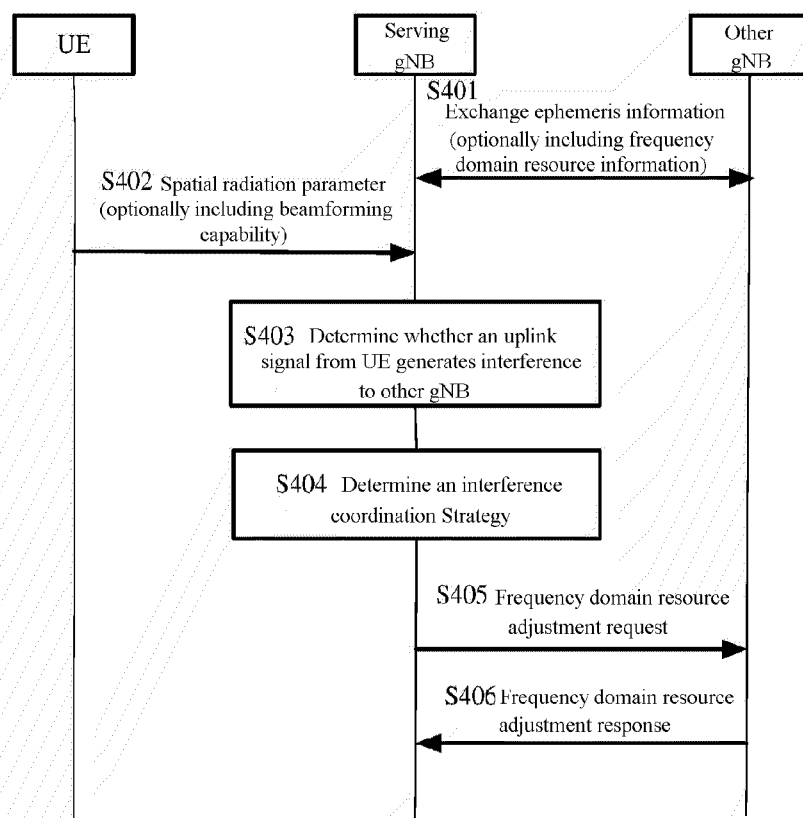 UE
Serving
gNB
Other
gNB
S401
Exchange ephemeris information
(optionally including frequency
domain resource information)
S402 Spatial radiation parameter
(optionally including beamforming
capability)
S403 Determine whether an uplink
signal from UE generates interference
to other gNB
S404 Determine an interference
coordination Strategy
S405 Frequency domain resource
adjustment request
S406 Frequency domain resource
adjustment response